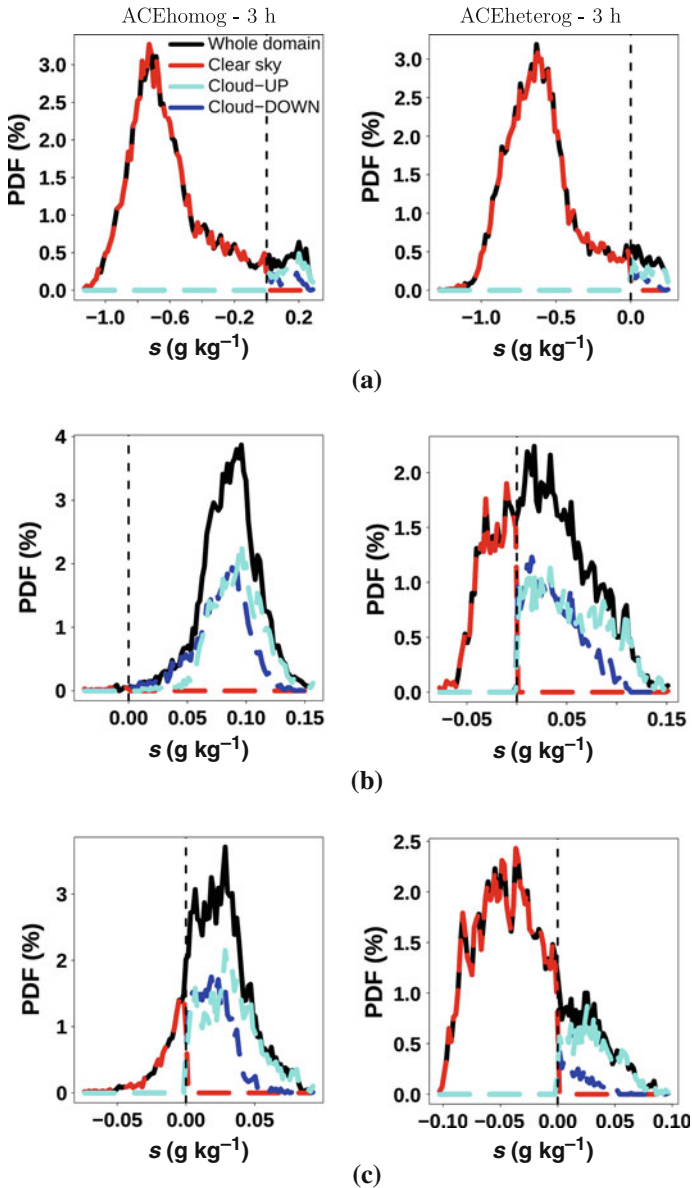 ACEhomog - 3 h
ACEheterog - 3 h
Whole domain
Clear sky
Cloud−UP
Cloud−DOWN
PDF (%)
3.0
2.5
2.0
1.5
1.0
0.5
0.0
−1.0
−0.6
−0.2
0.2
s (g kg−1)
PDF (%)
3.0
2.5
2.0
1.5
1.0
0.5
0.0
−1.0
−0.5
0.0
s (g kg−1)
(a)
PDF (%)
4
3
2
1
0
0.00
0.05
0.10
0.15
s (g kg−1)
PDF (%)
2.0
1.5
1.0
0.5
0.0
−0.05
0.05
0.15
s (g kg−1)
(b)
PDF (%)
3
2
1
0
−0.05
0.00
0.05
s (g kg−1)
PDF (%)
2.5
2.0
1.5
1.0
0.5
0.0
−0.10
−0.05
0.00
0.05
0.10
s (g kg−1)
(c)